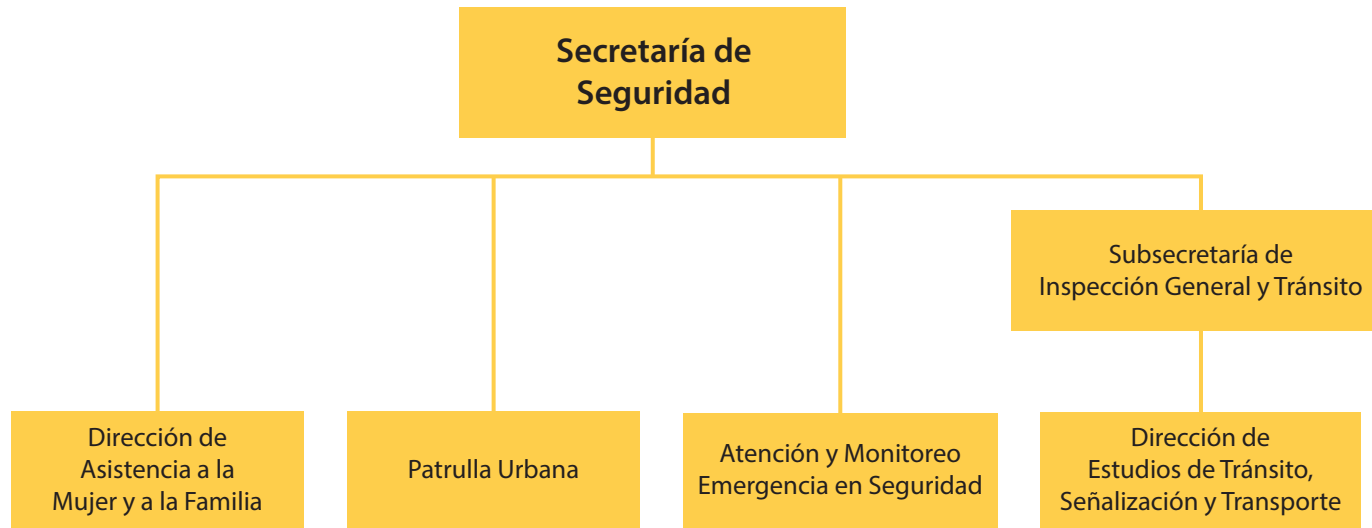 Secretaría de
Seguridad
Subsecretaría de
Inspección General y Tránsito
Dirección de
Asistencia a la
Mujer y a la Familia
Patrulla Urbana
Atención y Monitoreo
Emergencia en Seguridad
Dirección de
Estudios de Tránsito,
Señalización y Transporte